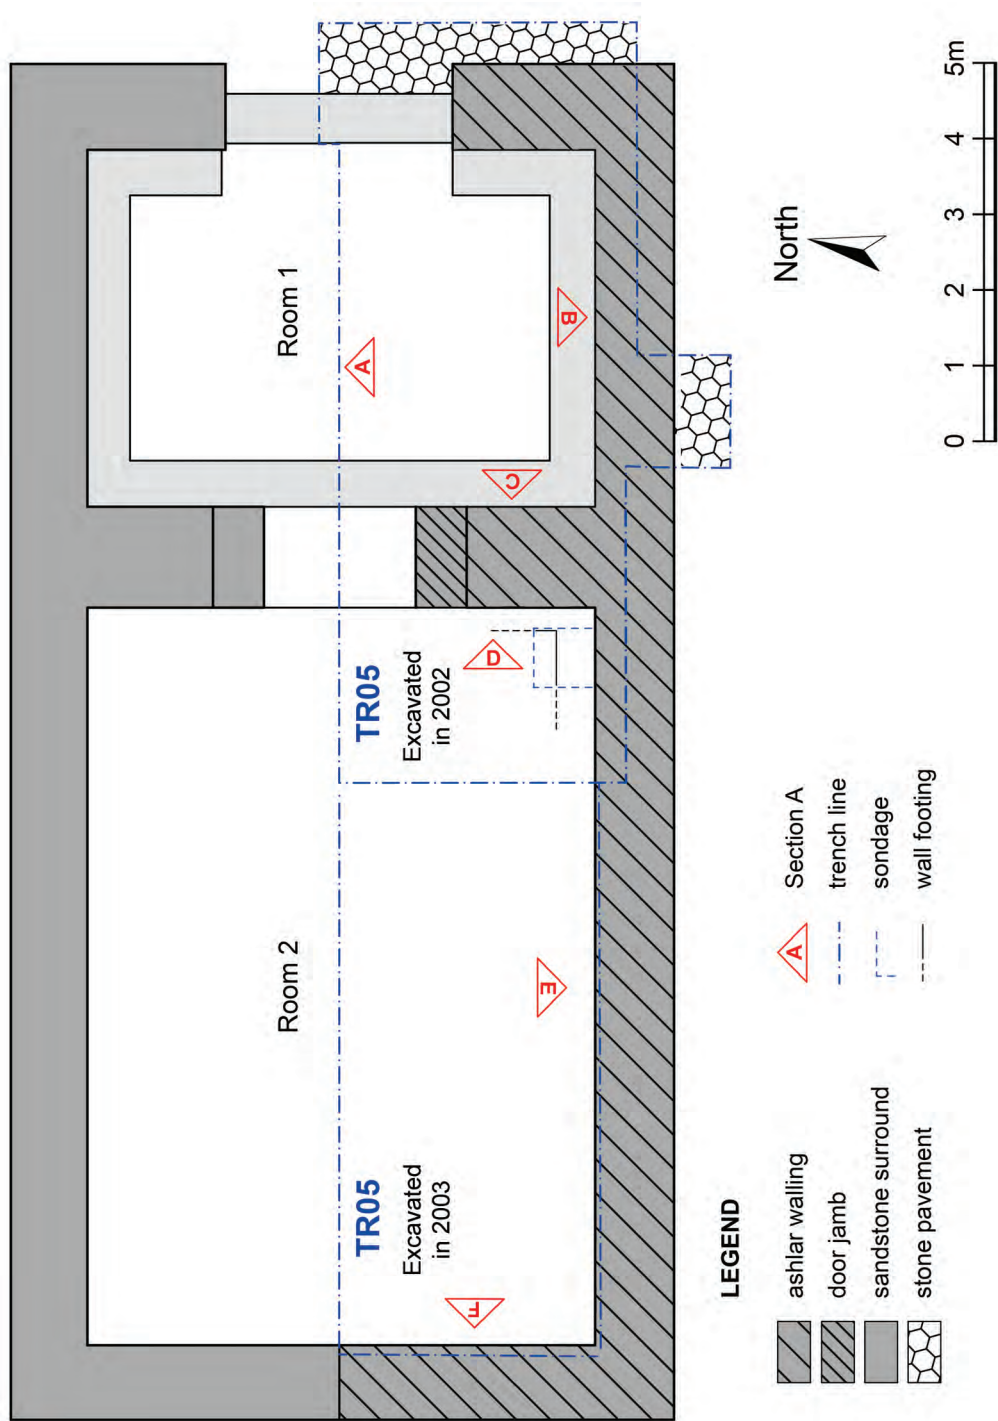 Room 2
Room 1
TR05
Excavated
in 2003
TR05
Excavated
in 2002
A
B
C
D
E
F
LEGEND
ashlar walling
door jamb
sandstone surround
stone pavement
A
Section A
trench line
sondage
wall footing
North
0
1
2
3
4
5m